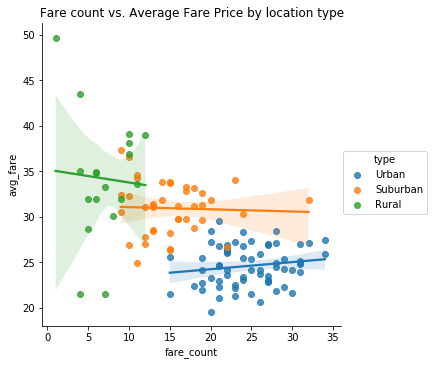 Fare count vs. Average Fare Price by location type
50
45
40
35
30
25
20
avg_fare
0 5 10 15 20 25 30 35
fare_count
type
Urban
Suburban
Rural